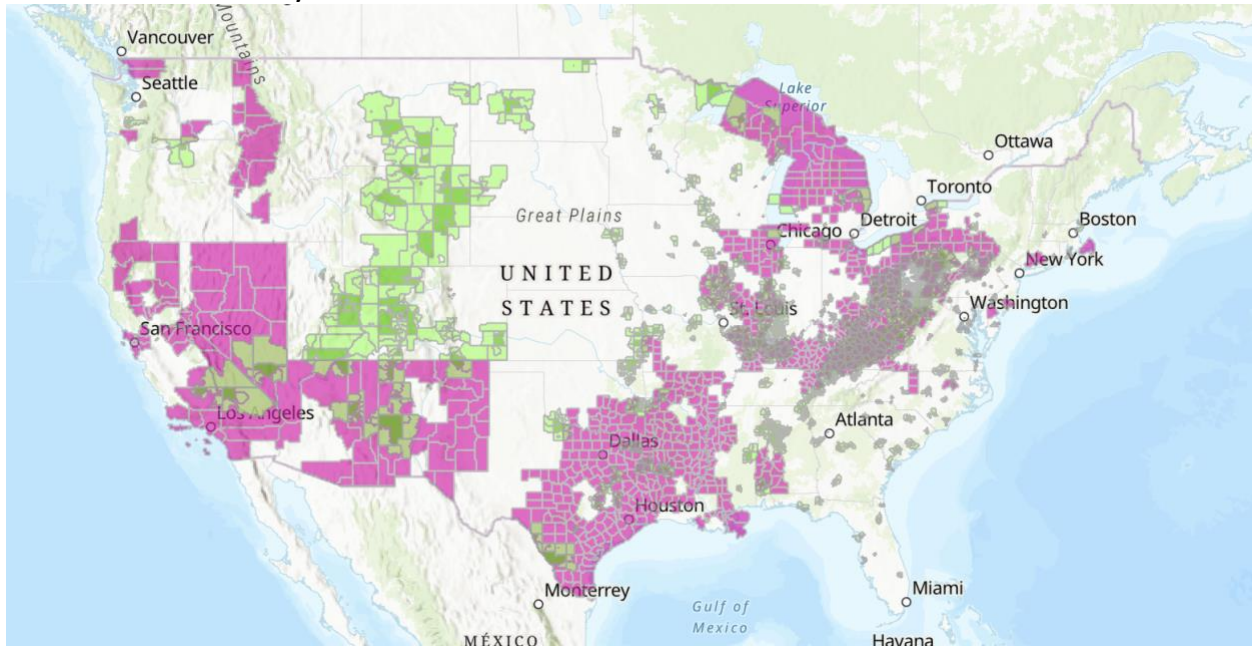 Vancouver
Mountains
Seattle
Lake
Superior
Ottawa
Toronto
Boston
Great Plains
Detroit
Chicago
New York
UNITED
STATES
St. Louis
Washington
San Francisco
Los Angeles
Atlanta
Dallas
Houston
Monterrey
Miami
Gulf of
Mexico
MÉXICO
Havana